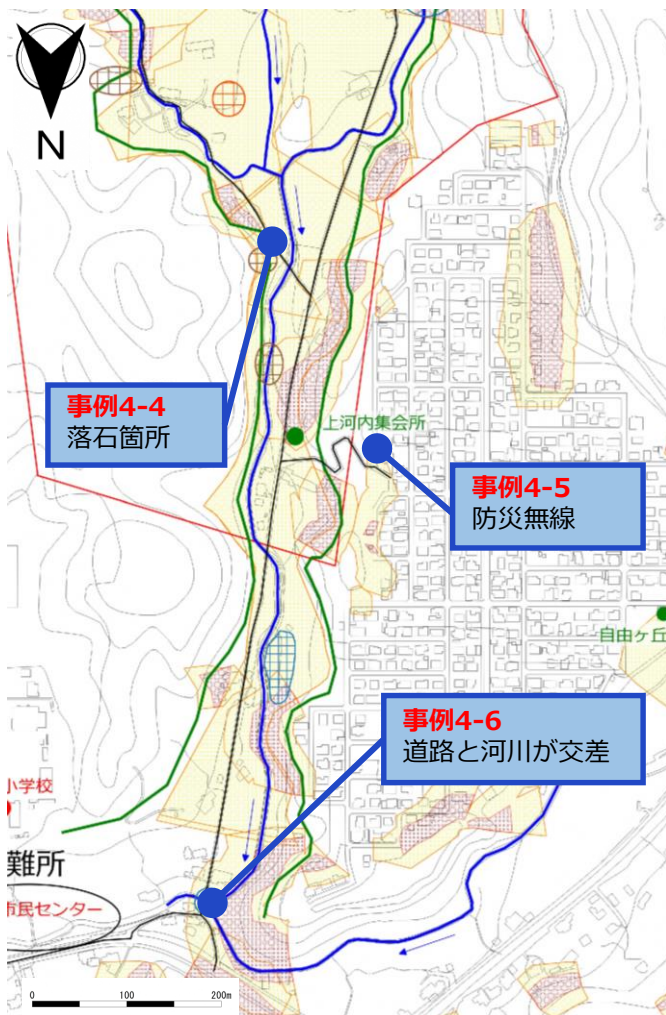 N
事例4-4
落石箇所
上河内集会所
事例4-5
防災無線
自由ヶ丘
事例4-6
道路と河川が交差
小学校
難所
市民センター
0 100 200m